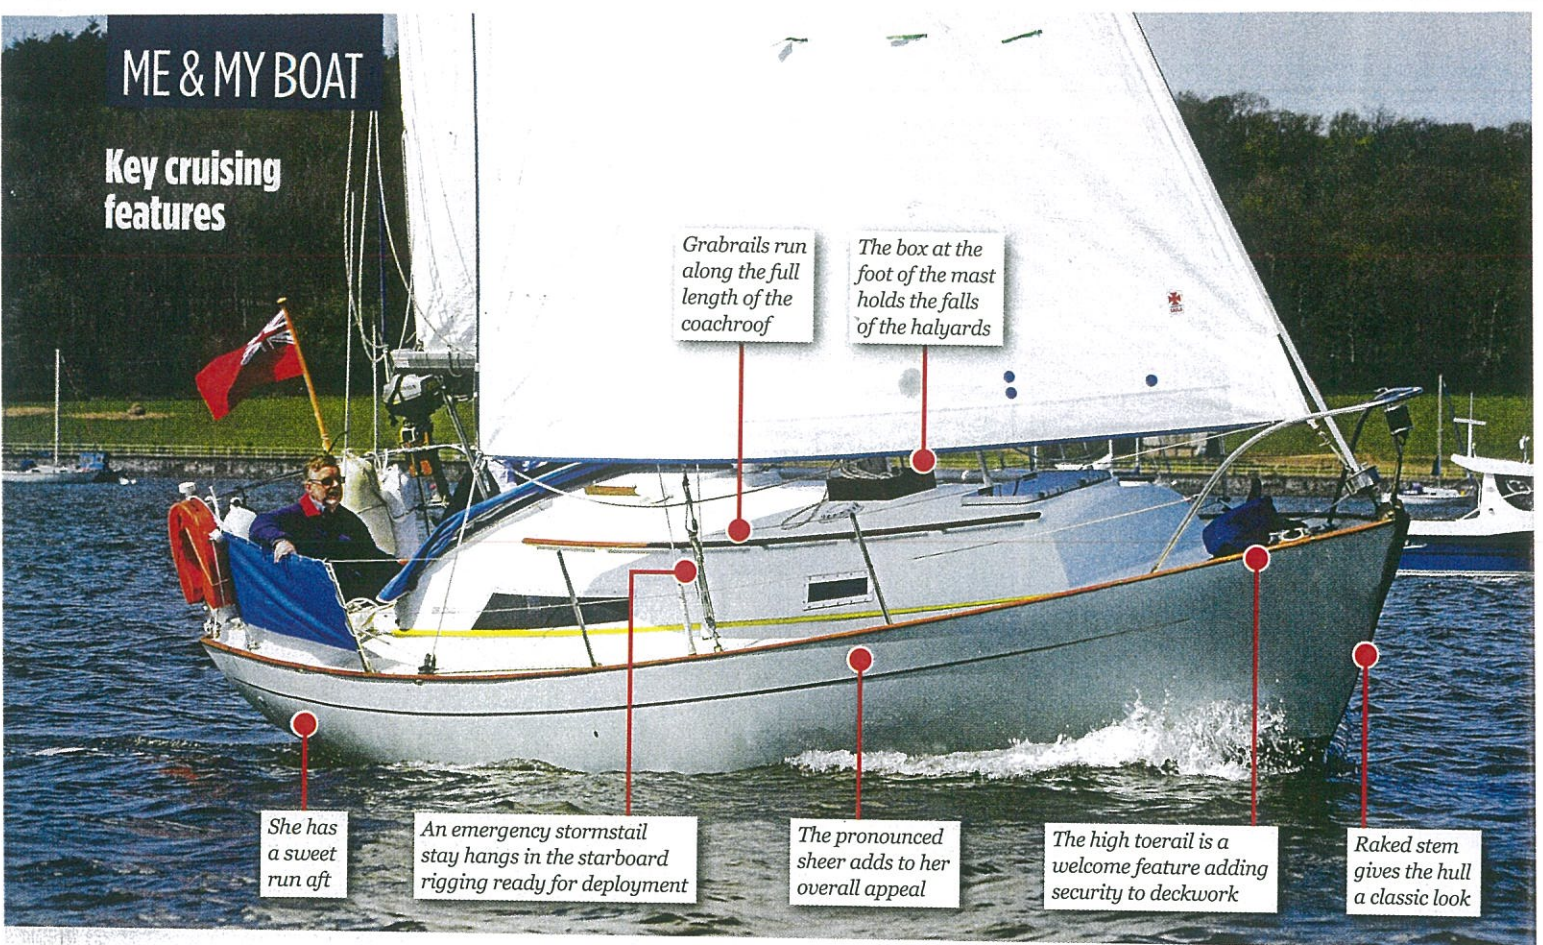 ME & MY BOAT
Key cruising
features
Grabrails run
along the full
length of the
coachroof
The box at the
foot of the mast
holds the falls
of the halyards
She has
a sweet
run aft
An emergency stormstail
stay hangs in the starboard
rigging ready for deployment
The pronounced
sheer adds to her
overall appeal
The high toerail is a
welcome feature adding
security to deckwork
Raked stem
gives the hull
a classic look